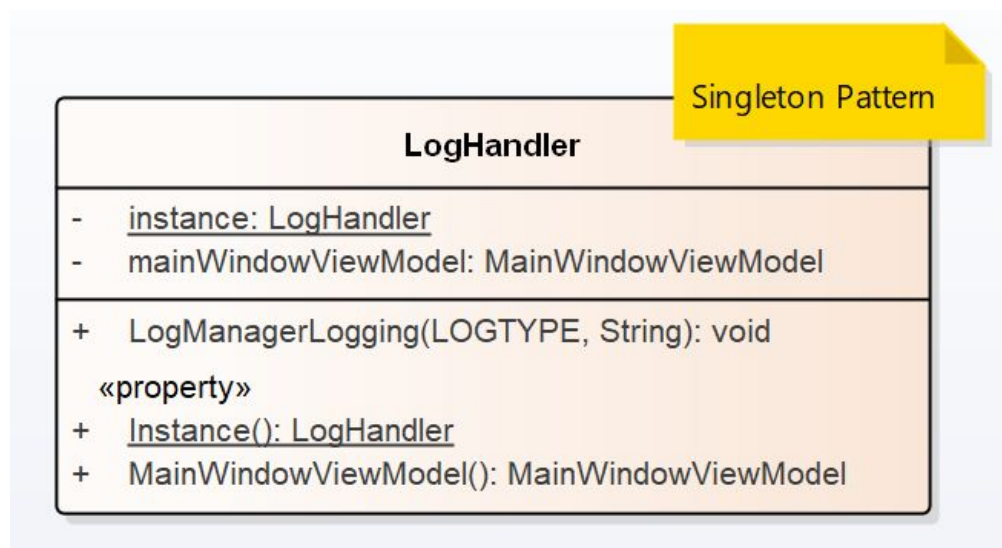 Singleton Pattern
LogHandler
- instance: LogHandler
- mainWindowViewModel: MainWindowViewModel
+ LogManagerLogging(LOGTYPE, String): void
«property»
+ Instance(): LogHandler
+ MainWindowViewModel(): MainWindowViewModel